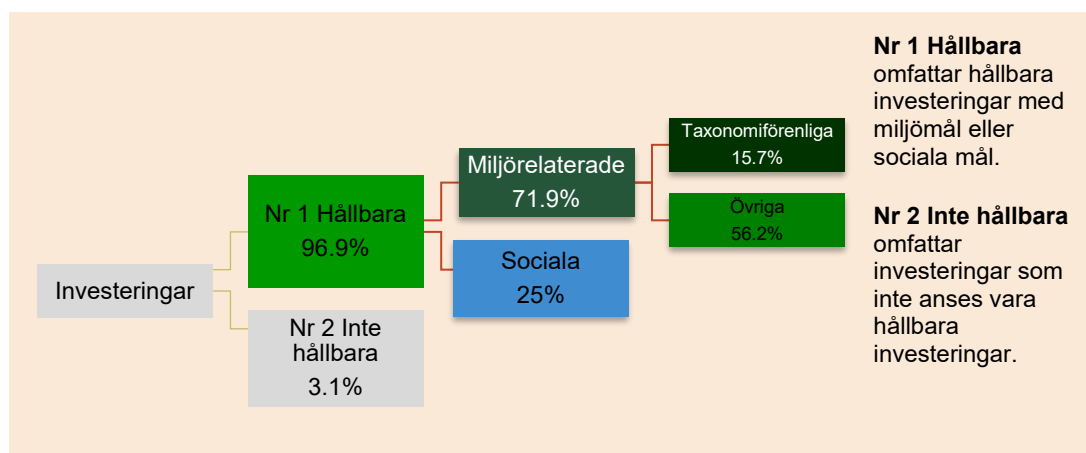 Investeringar
Nr 1 Hållbara
96.9%
Nr 2 Inte
hållbara
3.1%
Miljörelaterade
71.9%
Sociala
25%
Taxonomiförenliga
15.7%
Övriga
56.2%
Nr 1 Hållbara
omfattar hållbara
investeringar med
miljömål eller
sociala mål.
Nr 2 Inte hållbara
omfattar
investeringar som
inte anses vara
hållbara
investeringar.